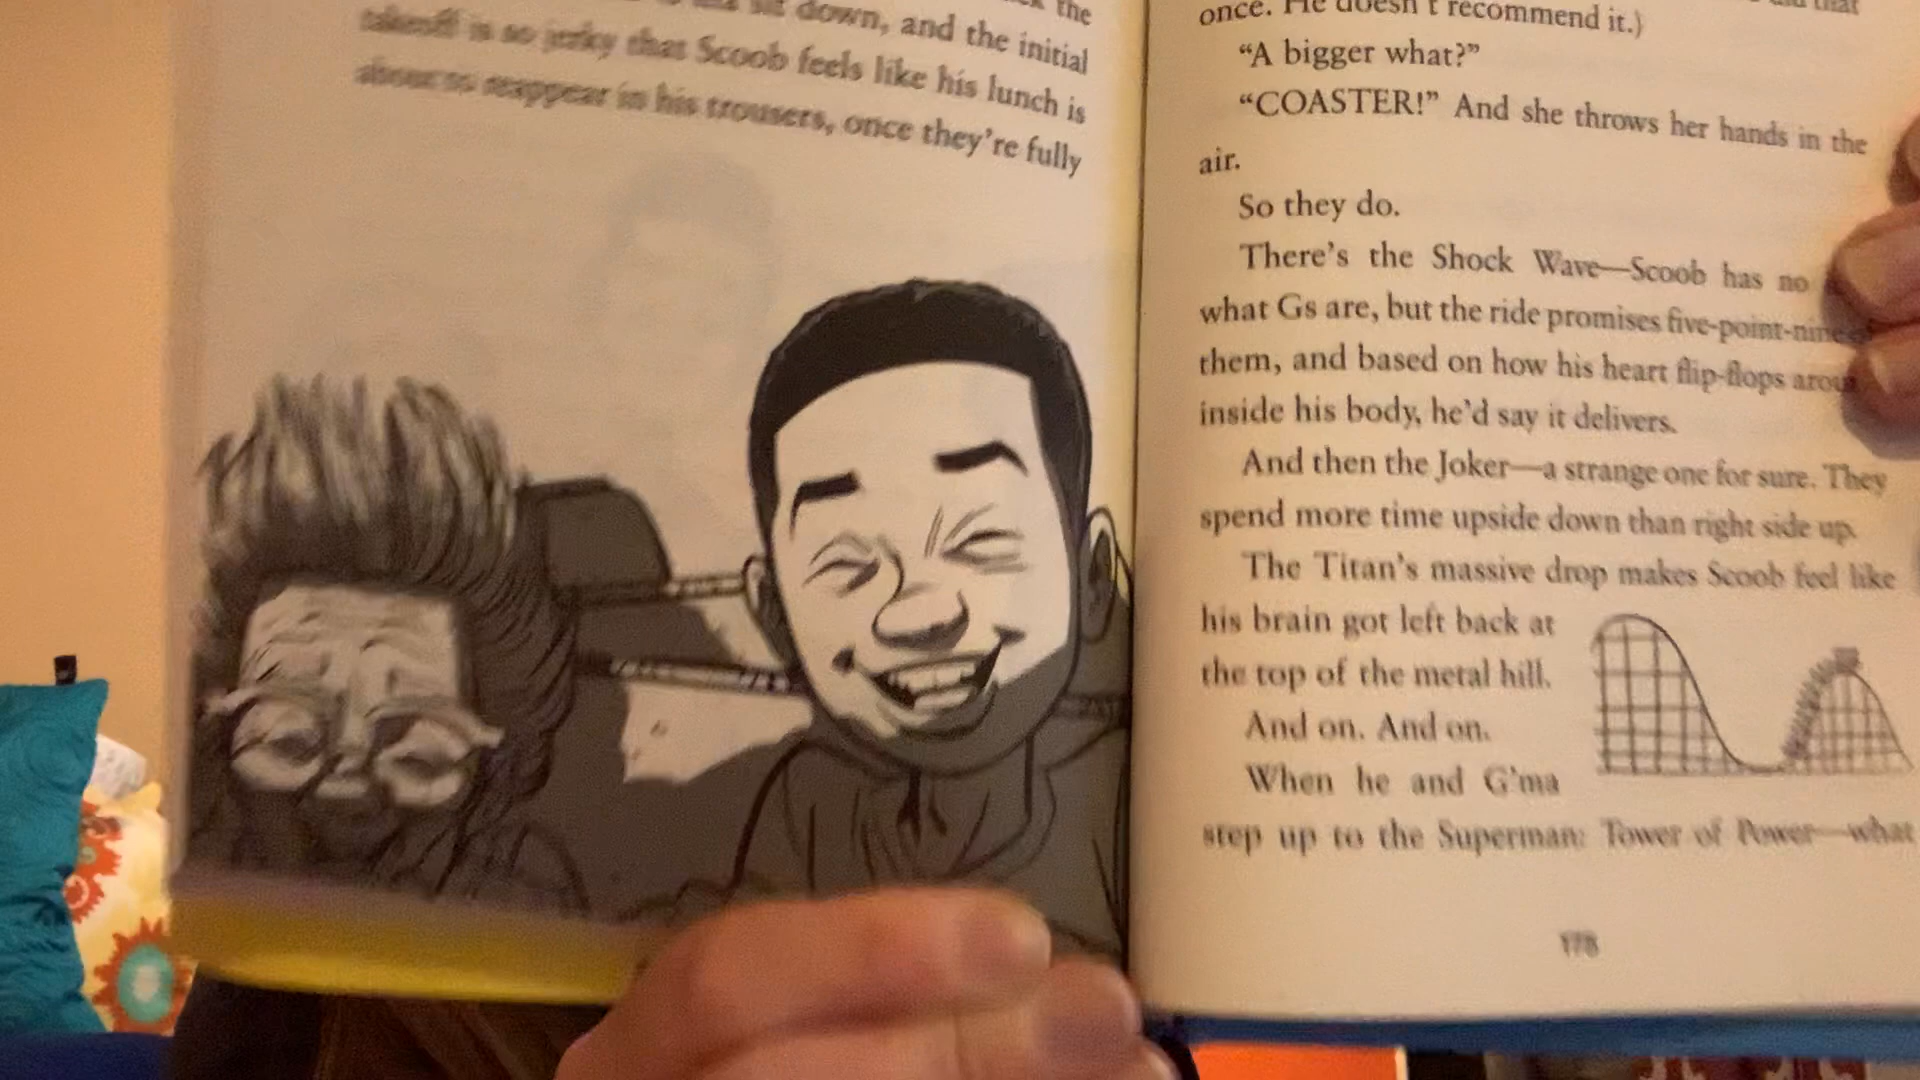 the
sit down, and the initial
takeoff is so jerky that Scoob feels like his lunch is
about to reappear in his trousers, once they're fully
once. He doesn't recommend it.)
“A bigger what?”
“COASTER!” And she throws her hands in the
air.
So they do.
There's the Shock Wave—Scoob has no
what Gs are, but the ride promises five-point-nine of
them, and based on how his heart flip-flops
inside his body, he'd say it delivers.
And then the Joker—a strange one for sure. They
spend more time upside down than right side up.
The Titan's massive drop makes Scoob feel like
his brain got left back at
the top of the metal hill.
And on. And on.
When he and G'ma
step up to the Superman: Tower of Power—what
178